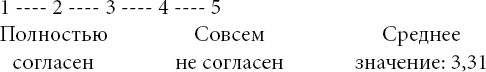 1 ---- 2 ---- 3 ---- 4 ---- 5
Полностью Совсем Среднее
согласен не согласен значение: 3,31